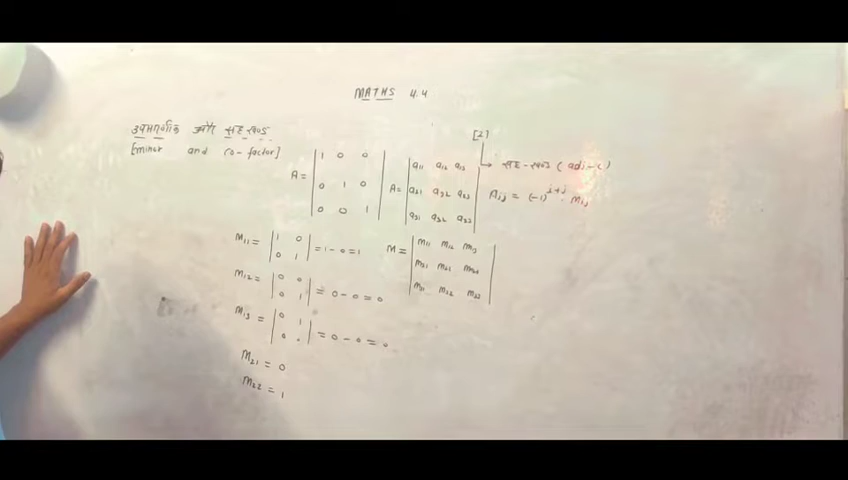 MATHS 4.4
उपसारणिक और सह खण्ड
[minor and co-factor]
[2]
सह-खण्ड (adj-i)
A = | 1 0 0
0 1 0
0 0 1 |
A = | a11 a12 a13
a21 a22 a23
a31 a32 a33 |
Aij = (-1)^i+j. Mij
M11 = | 1 0
0 1 | = 1 - 0 = 1
M = | m11 m12 m13
m31 m32 m33 |
M12 = | 0 0
0 1 | = 0 - 0 = 0
M13 = | 0 1
0 0 | = 0 - 0 = 0
M21 = 0
M22 = 1